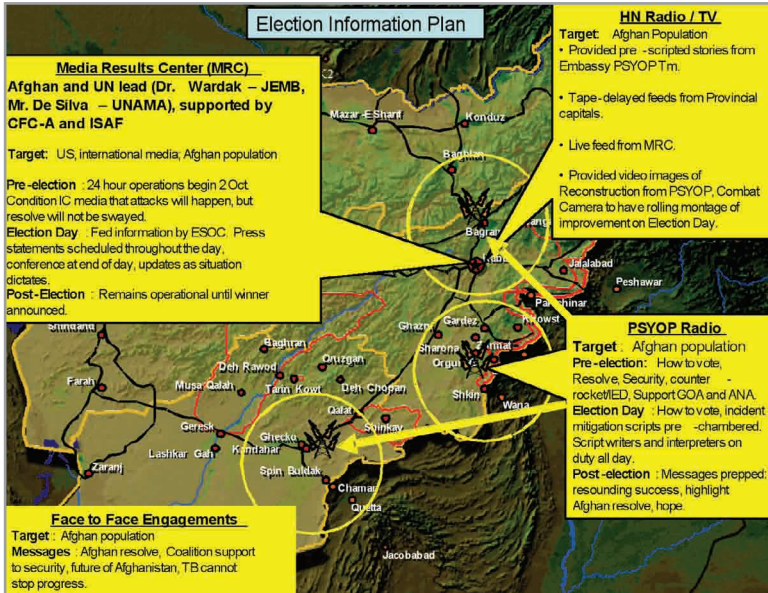 Election Information Plan
Media Results Center (MRC)
Afghan and UN lead (Dr. Wardak – JEMB,
Mr. De Silva – UNAMA), supported by
CFC-A and ISAF
Target: US, international media; Afghan population
Pre-election : 24 hour operations begin 2 Oct.
Condition IC media that attacks will happen, but
resolve will not be swayed.
Election Day : Fed information by ESOC. Press
statements scheduled throughout the day,
conference at end of day, updates as situation
dictates.
Post-Election : Remains operational until winner
announced.
HN Radio / TV
Target: Afghan Population
• Provided pre -scripted stories from
Embassy PSYOP Tm.
• Tape-delayed feeds from Provincial
capitals.
• Live feed from MRC.
• Provided video images of
Reconstruction from PSYOP, Combat
Camera to have rolling montage of
improvement on Election Day.
PSYOP Radio
Target : Afghan population
Pre-election: How to vote,
Resolve, Security, counter -
rocket/IED, Support GOA and ANA.
Election Day : How to vote, incident
mitigation scripts pre -chambered.
Script writers and interpreters on
duty all day.
Post-election : Messages prepped:
resounding success, highlight
Afghan resolve, hope.
Face to Face Engagements
Target : Afghan population
Messages : Afghan resolve, Coalition support
to security, future of Afghanistan, TB cannot
stop progress.
Mazar-E Sharif
Konduz
Baghlan
Bagram
Jalalabad
Peshawar
Parachinar
Khowst
Gardez
Ghazni
Sharona
Shkin
Wana
Shindand
Farah
Zaranj
Baghran
Deh Rawod
Oruzgan
Musa Qalah
Tarin Kowt
Deh Chopan
Qalat
Shinkay
Geresk
Ghecko
Lashkar Gah
Kandahar
Spin Buldak
Chamar
Quetta
Jacobabad